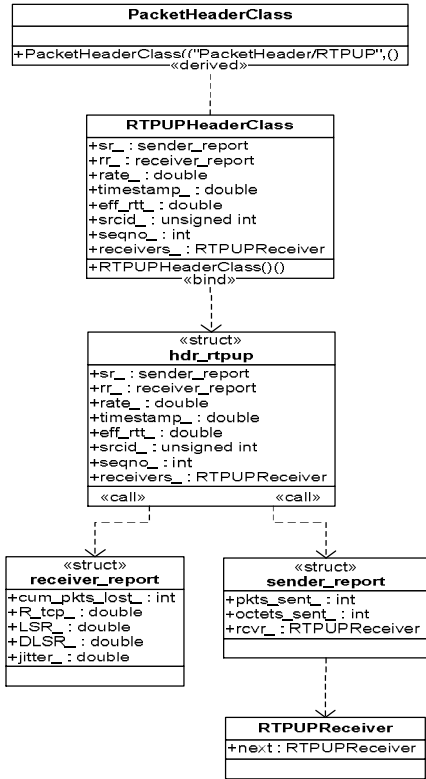 PacketHeaderClass
+PacketHeaderClass(("PacketHeader/RTPUP",()
«derived»
RTPUPHeaderClass
+sr_ : sender_report
+rr_ : receiver_report
+rate_ : double
+timestamp_ : double
+eff_rtt_ : double
+srcid_ : unsigned int
+seqno_ : int
+receivers_ : RTPUPReceiver
+RTPUPHeaderClass()()
«bind»
«struct»
hdr_rtpup
+sr_ : sender_report
+rr_ : receiver_report
+rate_ : double
+timestamp_ : double
+eff_rtt_ : double
+srcid_ : unsigned int
+seqno_ : int
+receivers_ : RTPUPReceiver
«call» «call»
«struct»
receiver_report
+cum_pkts_lost_ : int
+R_tcp_ : double
+LSR_ : double
+DLSR_ : double
+jitter_ : double
«struct»
sender_report
+pkts_sent_ : int
+octets_sent_ : int
+rcvr_ : RTPUPReceiver
RTPUPReceiver
+next : RTPUPReceiver